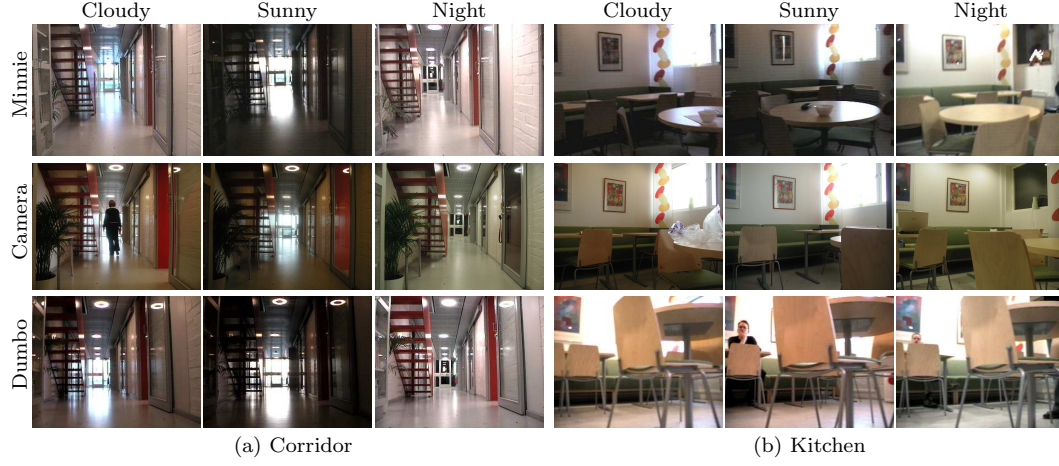 Cloudy Sunny Night Cloudy Sunny Night
Minnie
Camera
Dumbo
(a) Corridor (b) Kitchen